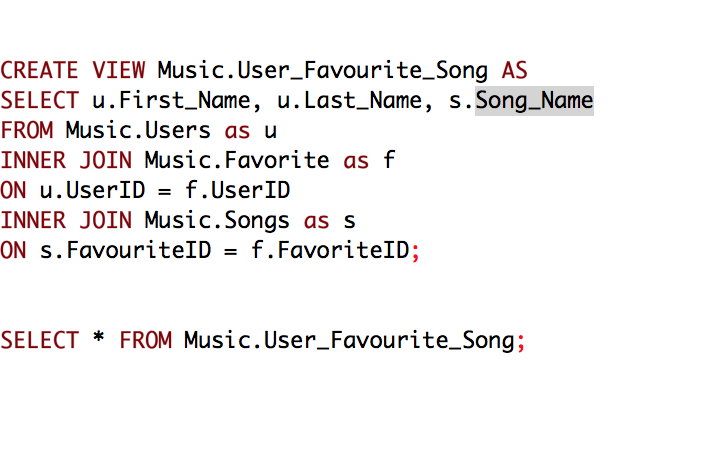 CREATE VIEW Music.User_Favourite_Song AS
SELECT u.First_Name, u.Last_Name, s.Song_Name
FROM Music.Users as u
INNER JOIN Music.Favorite as f
ON u.UserID = f.UserID
INNER JOIN Music.Songs as s
ON s.FavouriteID = f.FavoriteID;
SELECT * FROM Music.User_Favourite_Song;